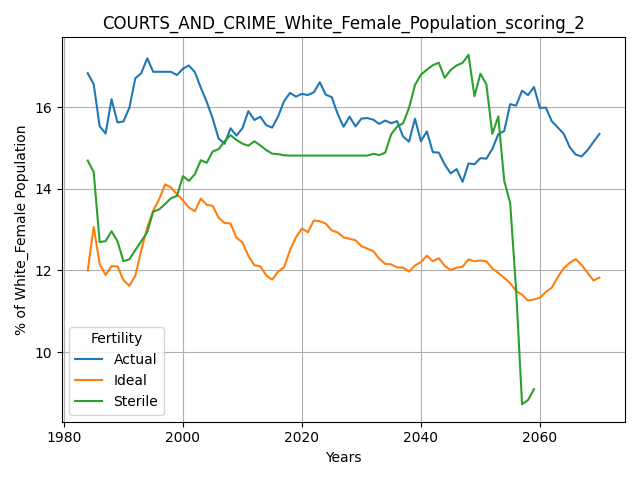 COURTS_AND_CRIME_White_Female_Population_scoring_2
% of White_Female Population
16
14
12
10
Fertility
Actual
Ideal
Sterile
1980
2000
2020
2040
2060
Years